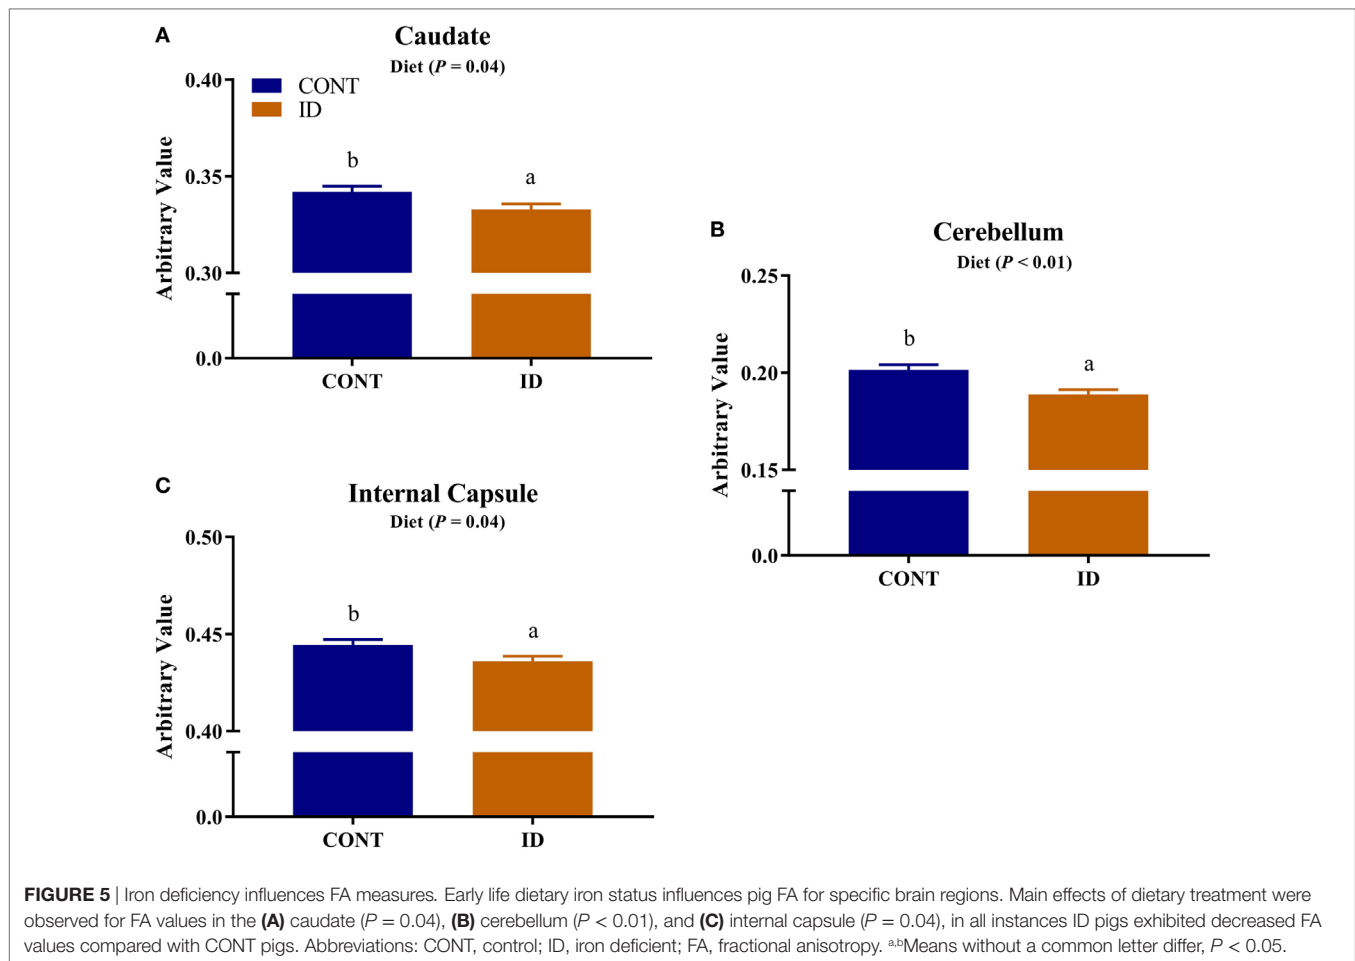 A
Caudate
Diet (P = 0.04)
0.40
CONT
ID
0.35
b
a
0.30
Arbitrary Value
0.0
CONT ID
B
Cerebellum
Diet (P < 0.01)
0.25
b
0.20
a
0.15
Arbitrary Value
0.0
CONT ID
C
Internal Capsule
Diet (P = 0.04)
0.50
b
0.45
a
0.40
Arbitrary Value
0.0
CONT ID
FIGURE 5 | Iron deficiency influences FA measures. Early life dietary iron status influences pig FA for specific brain regions. Main effects of dietary treatment were
observed for FA values in the (A) caudate (P = 0.04), (B) cerebellum (P < 0.01), and (C) internal capsule (P = 0.04), in all instances ID pigs exhibited decreased FA
values compared with CONT pigs. Abbreviations: CONT, control; ID, iron deficient; FA, fractional anisotropy. a,bMeans without a common letter differ, P < 0.05.